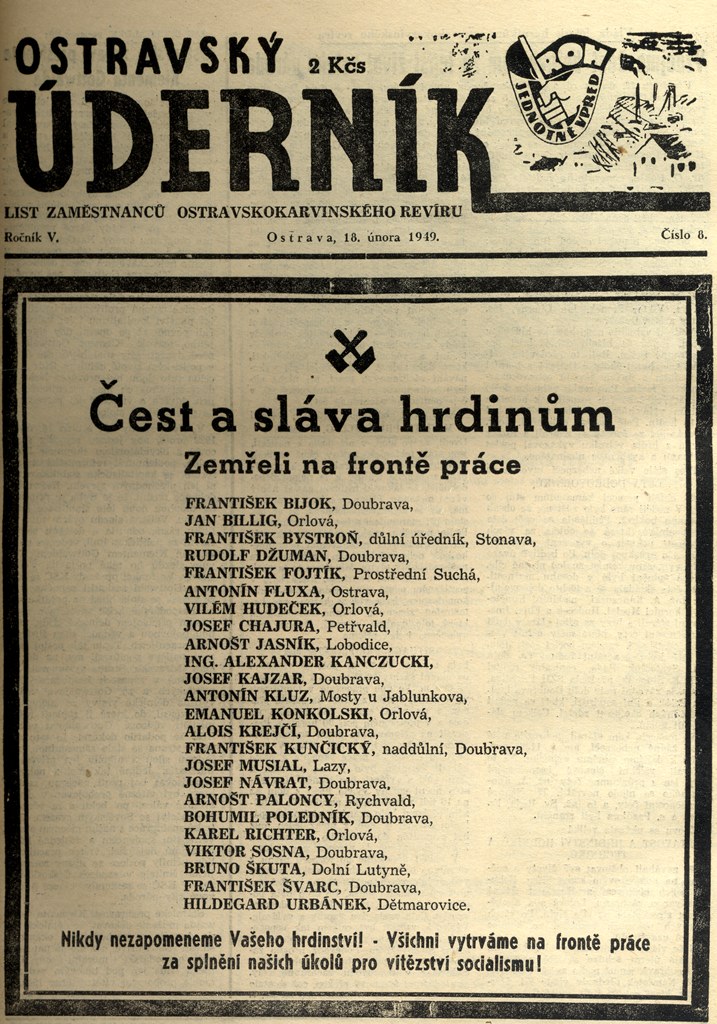 OSTRAVSKÝ 2 Kčs
ÚDERNÍK
ROH
JEDNOTNĚ VPŘED
LIST ZAMĚSTNANCŮ OSTRAVSKOKARVINSKÉHO REVÍRU
Ročník V. Ostrava, 18. února 1949. Číslo 8.
Čest a sláva hrdinům
Zemřeli na frontě práce
FRANTIŠEK BIJOK, Doubrava,
JAN BILLIG, Orlová,
FRANTIŠEK BYSTROŇ, důlní úředník, Stonava,
RUDOLF DŽUMAN, Doubrava,
FRANTIŠEK FOJTÍK, Prostřední Suchá,
ANTONÍN FLUXA, Ostrava,
VILÉM HUDEČEK, Orlová,
JOSEF CHAJURA, Petřvald,
ARNOŠT JASNÍK, Lobodice,
ING. ALEXANDER KANCZUCKI,
JOSEF KAJZAR, Doubrava,
ANTONÍN KLUZ, Mosty u Jablunkova,
EMANUEL KONKOLSKI, Orlová,
ALOIS KREJČÍ, Doubrava,
FRANTIŠEK KUNČICKÝ, naddůlní, Doubrava,
JOSEF MUSIAL, Lazy,
JOSEF NÁVRAT, Doubrava,
ARNOŠT PALONCY, Rychvald,
BOHUMIL POLEDNÍK, Doubrava,
KAREL RICHTER, Orlová,
VIKTOR SOSNA, Doubrava,
BRUNO ŠKUTA, Dolní Lutyně,
FRANTIŠEK ŠVARC, Doubrava,
HILDEGARD URBÁNEK, Dětmarovice.
Nikdy nezapomeneme Vašeho hrdinství! - Všichni vytrváme na frontě práce
za splnění našich úkolů pro vítězství socialismu!